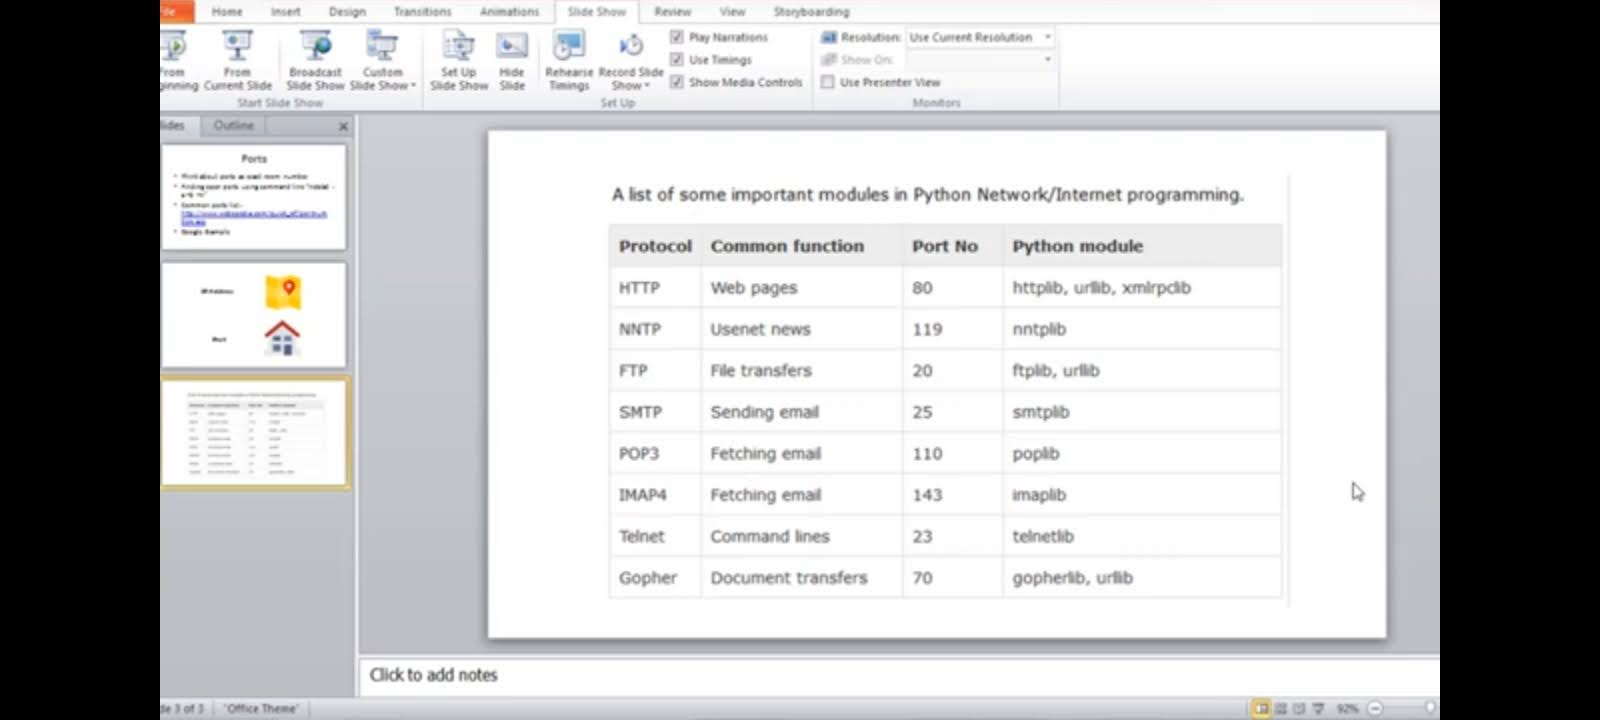 Home Insert Design Transitions Animations Slide Show Review View Storyboarding
Play Narrations
Use Timings
Show Media Controls
Resolution: Use Current Resolution
Show On:
Use Presenter View
From Current Slide
Broadcast Slide Show
Custom Slide Show
Set Up Slide Show
Hide Slide
Rehearse Timings
Record Slide Show
Start Slide Show Set Up Monitors
Outline
Ports
A list of some important modules in Python Network/Internet programming.
Protocol Common function Port No Python module
HTTP Web pages 80 httplib, urllib, xmlrpclib
NNTP Usenet news 119 nntplib
FTP File transfers 20 ftplib, urllib
SMTP Sending email 25 smtplib
POP3 Fetching email 110 poplib
IMAP4 Fetching email 143 imaplib
Telnet Command lines 23 telnetlib
Gopher Document transfers 70 gopherlib, urllib
Click to add notes
de 3 of 3 "Office Theme" 92%